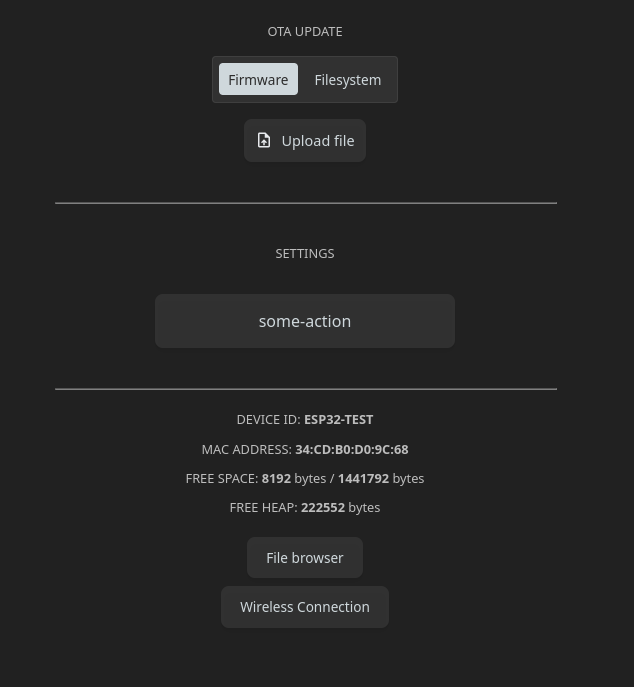 OTA UPDATE
Firmware Filesystem
Upload file
SETTINGS
some-action
DEVICE ID: ESP32-TEST
MAC ADDRESS: 34:CD:B0:D0:9C:68
FREE SPACE: 8192 bytes / 1441792 bytes
FREE HEAP: 222552 bytes
File browser
Wireless Connection